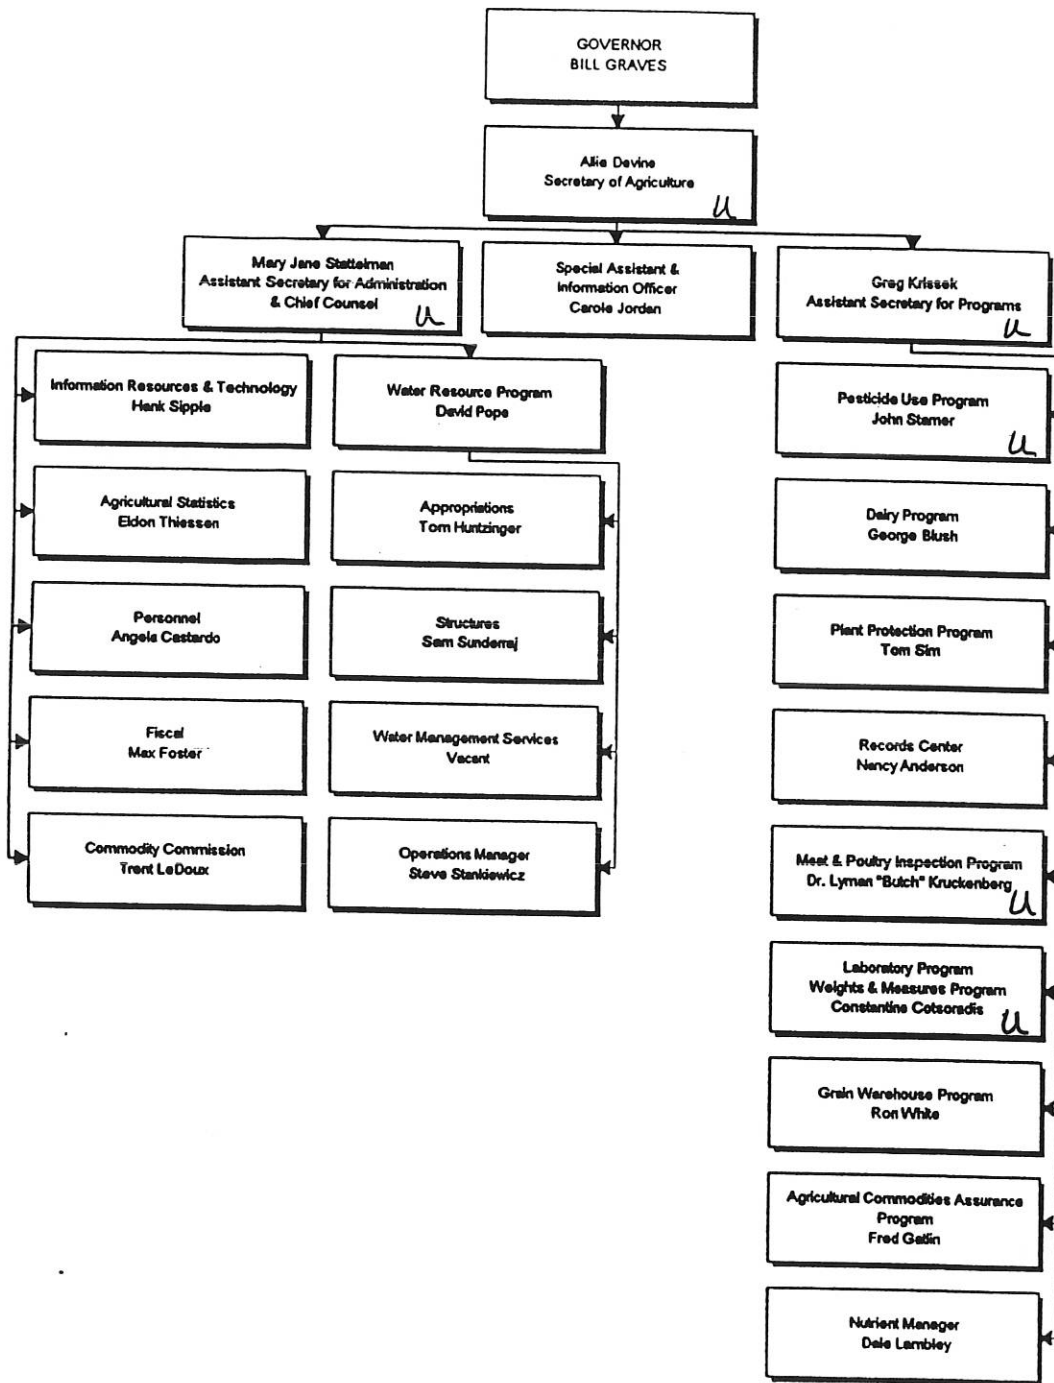 GOVERNOR
BILL GRAVES
Allie Devine
Secretary of Agriculture
U
Mary Jane Stattelman
Assistant Secretary for Administration
& Chief Counsel
U
Special Assistant &
Information Officer
Carole Jordan
Greg Krissek
Assistant Secretary for Programs
U
Information Resources & Technology
Hank Sipple
Agricultural Statistics
Eldon Thiessen
Personnel
Angela Castardo
Fiscal
Max Foster
Commodity Commission
Trent LeDoux
Water Resource Program
David Pope
Appropriations
Tom Huntzinger
Structures
Sam Sunderraj
Water Management Services
Vacant
Operations Manager
Steve Stankiewicz
Pesticide Use Program
John Stamer
U
Dairy Program
George Blush
Plant Protection Program
Tom Sim
Records Center
Nancy Anderson
Meat & Poultry Inspection Program
Dr. Lyman "Butch" Kruckenberg
U
Laboratory Program
Weights & Measures Program
Constantine Cotsoradis
U
Grain Warehouse Program
Ron White
Agricultural Commodities Assurance
Program
Fred Gatlin
Nutrient Manager
Dale Lambley